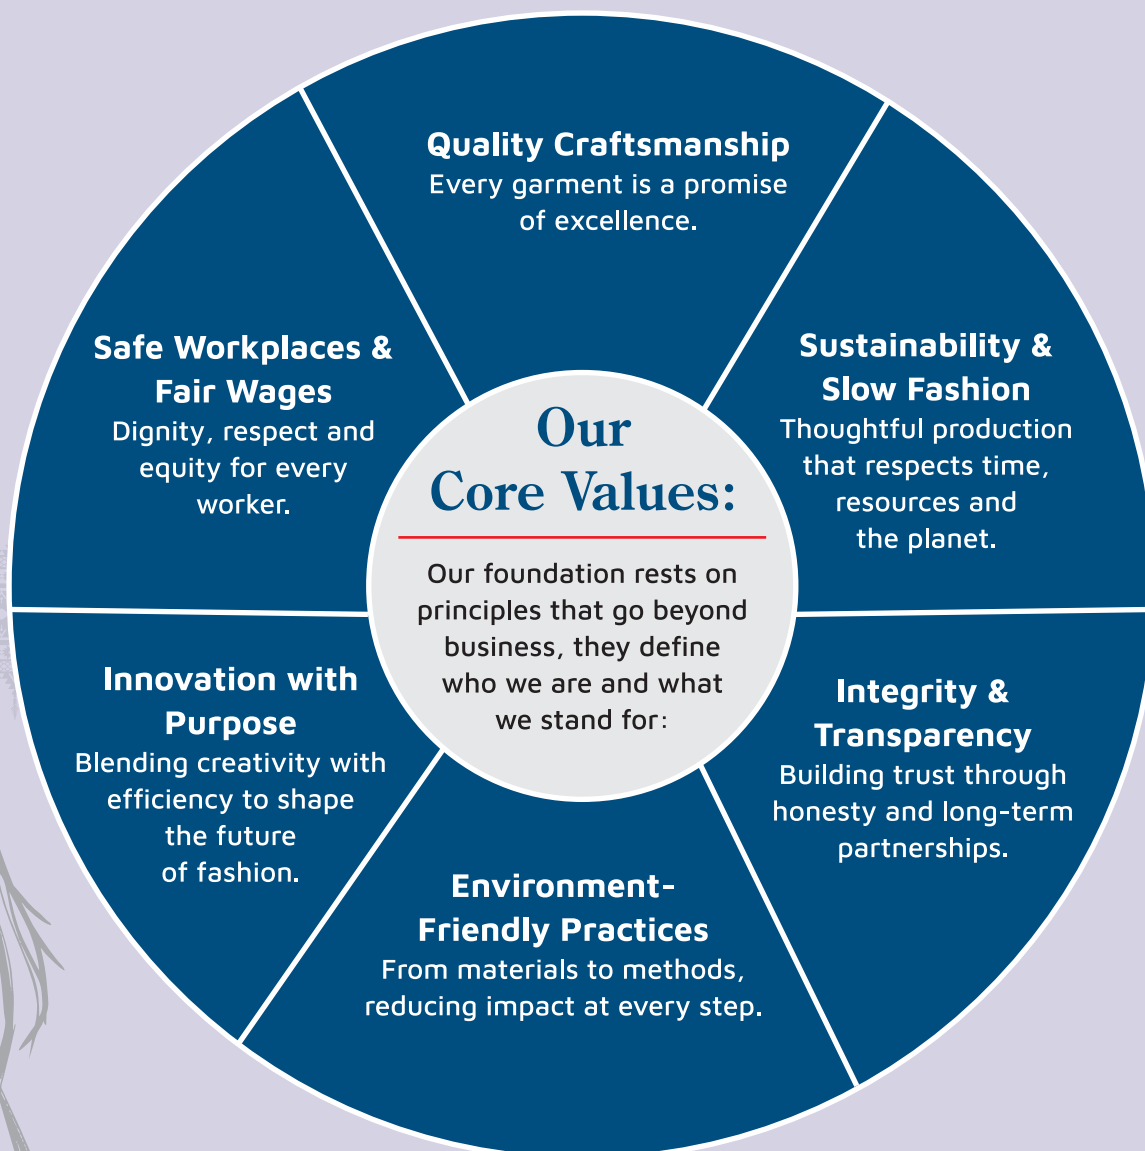 Quality Craftsmanship
Every garment is a promise
of excellence.
Sustainability &
Slow Fashion
Thoughtful production
that respects time,
resources and
the planet.
Integrity &
Transparency
Building trust through
honesty and long-term
partnerships.
Environment-
Friendly Practices
From materials to methods,
reducing impact at every step.
Innovation with
Purpose
Blending creativity with
efficiency to shape
the future
of fashion.
Safe Workplaces &
Fair Wages
Dignity, respect and
equity for every
worker.
Our
Core Values:
Our foundation rests on
principles that go beyond
business, they define
who we are and what
we stand for: